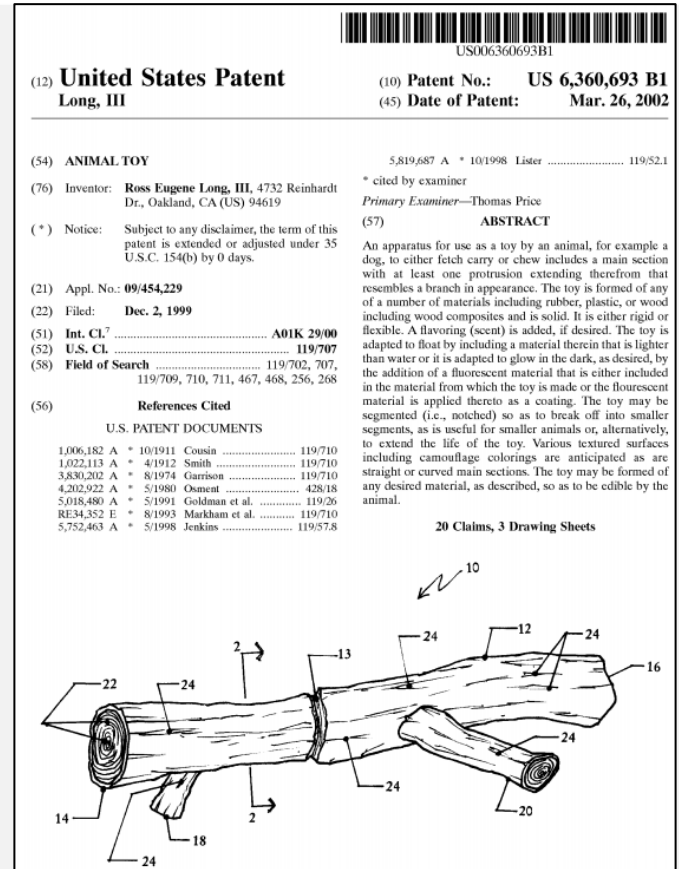 US006360693B1
(12) United States Patent
Long, III
(10) Patent No.: US 6,360,693 B1
(45) Date of Patent: Mar. 26, 2002
(54) ANIMAL TOY
(76) Inventor: Ross Eugene Long, III, 4732 Reinhardt
Dr., Oakland, CA (US) 94619
( * ) Notice: Subject to any disclaimer, the term of this
patent is extended or adjusted under 35
U.S.C. 154(b) by 0 days.
(21) Appl. No.: 09/454,229
(22) Filed: Dec. 2, 1999
(51) Int. Cl.7 ........................................ A01K 29/00
(52) U.S. Cl. ............................................... 119/707
(58) Field of Search ........................... 119/702, 707,
119/709, 710, 711, 467, 468, 256, 268
(56) References Cited
U.S. PATENT DOCUMENTS
1,006,182 A * 10/1911 Cousin ....................... 119/710
1,022,113 A * 4/1912 Smith ........................ 119/710
3,830,202 A * 8/1974 Garrison .................... 119/710
4,202,922 A * 5/1980 Osment ....................... 428/18
5,018,480 A * 5/1991 Goldman et al. ............. 119/26
RE34,352 E * 8/1993 Markham et al. ........... 119/710
5,752,463 A * 5/1998 Jenkins ..................... 119/57.8
5,819,687 A * 10/1998 Lister ......................... 119/52.1
* cited by examiner
Primary Examiner—Thomas Price
(57) ABSTRACT
An apparatus for use as a toy by an animal, for example a
dog, to either fetch carry or chew includes a main section
with at least one protrusion extending therefrom that
resembles a branch in appearance. The toy is formed of any
of a number of materials including rubber, plastic, or wood
including wood composites and is solid. It is either rigid or
flexible. A flavoring (scent) is added, if desired. The toy is
adapted to float by including a material therein that is lighter
than water or it is adapted to glow in the dark, as desired, by
the addition of a fluorescent material that is either included
in the material from which the toy is made or the flourescent
material is applied thereto as a coating. The toy may be
segmented (i.e., notched) so as to break off into smaller
segments, as is useful for smaller animals or, alternatively,
to extend the life of the toy. Various textured surfaces
including camouflage colorings are anticipated as are
straight or curved main sections. The toy may be formed of
any desired material, as described, so as to be edible by the
animal.
20 Claims, 3 Drawing Sheets
10
2 13 24 12 24
16
22 24
24
24
14 2 20
18
24